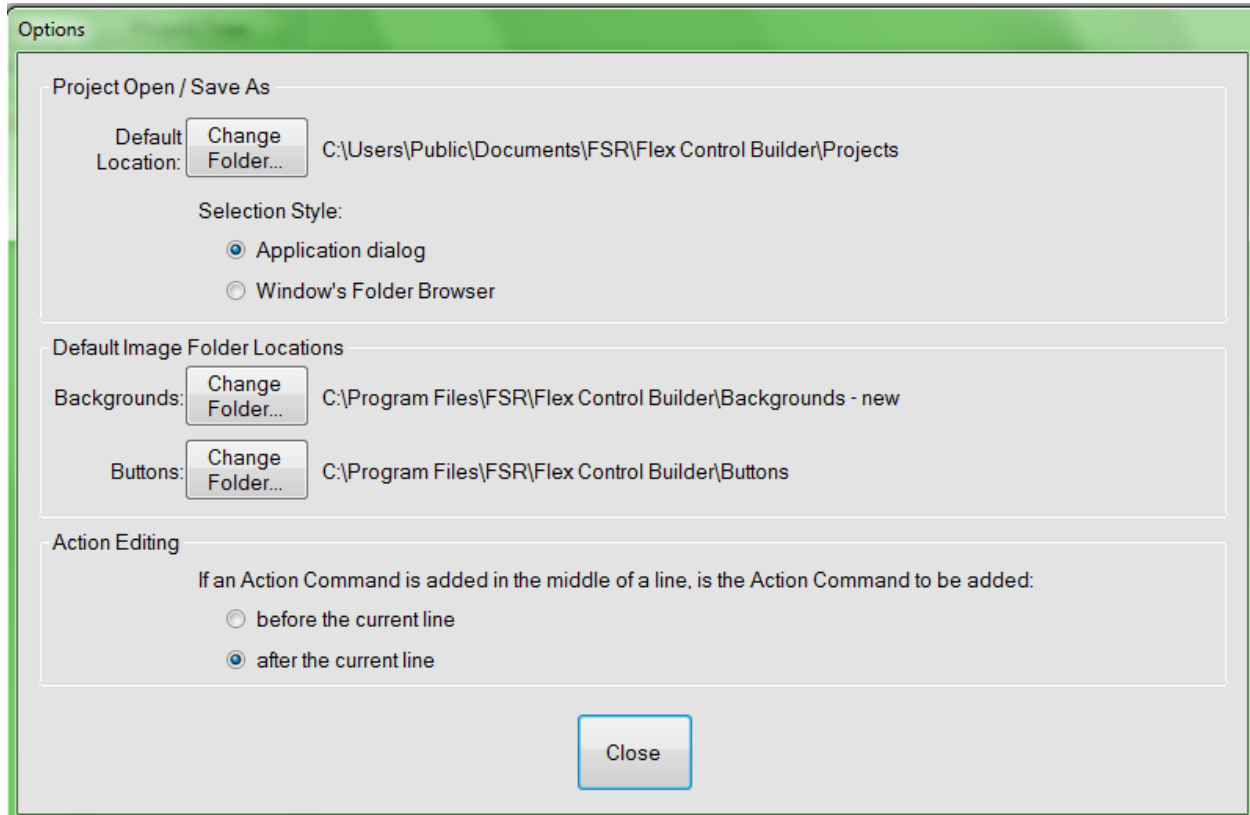 Options
Project Open / Save As
Default
Location:
Change
Folder...
C:\Users\Public\Documents\FSR\Flex Control Builder\Projects
Selection Style:
Application dialog
Window's Folder Browser
Default Image Folder Locations
Backgrounds:
Change
Folder...
C:\Program Files\FSR\Flex Control Builder\Backgrounds - new
Buttons:
Change
Folder...
C:\Program Files\FSR\Flex Control Builder\Buttons
Action Editing
If an Action Command is added in the middle of a line, is the Action Command to be added:
before the current line
after the current line
Close